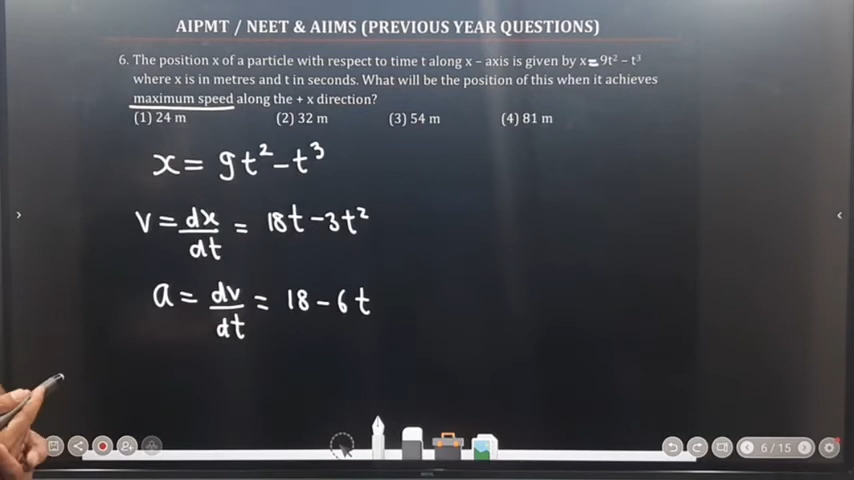 AIPMT / NEET & AIIMS (PREVIOUS YEAR QUESTIONS)
6. The position x of a particle with respect to time t along x – axis is given by x = 9t² – t³
where x is in metres and t in seconds. What will be the position of this when it achieves
maximum speed along the + x direction?
(1) 24 m (2) 32 m (3) 54 m (4) 81 m
x = 9t² – t³
v = dx/dt = 18t – 3t²
a = dv/dt = 18 – 6t
6 / 15